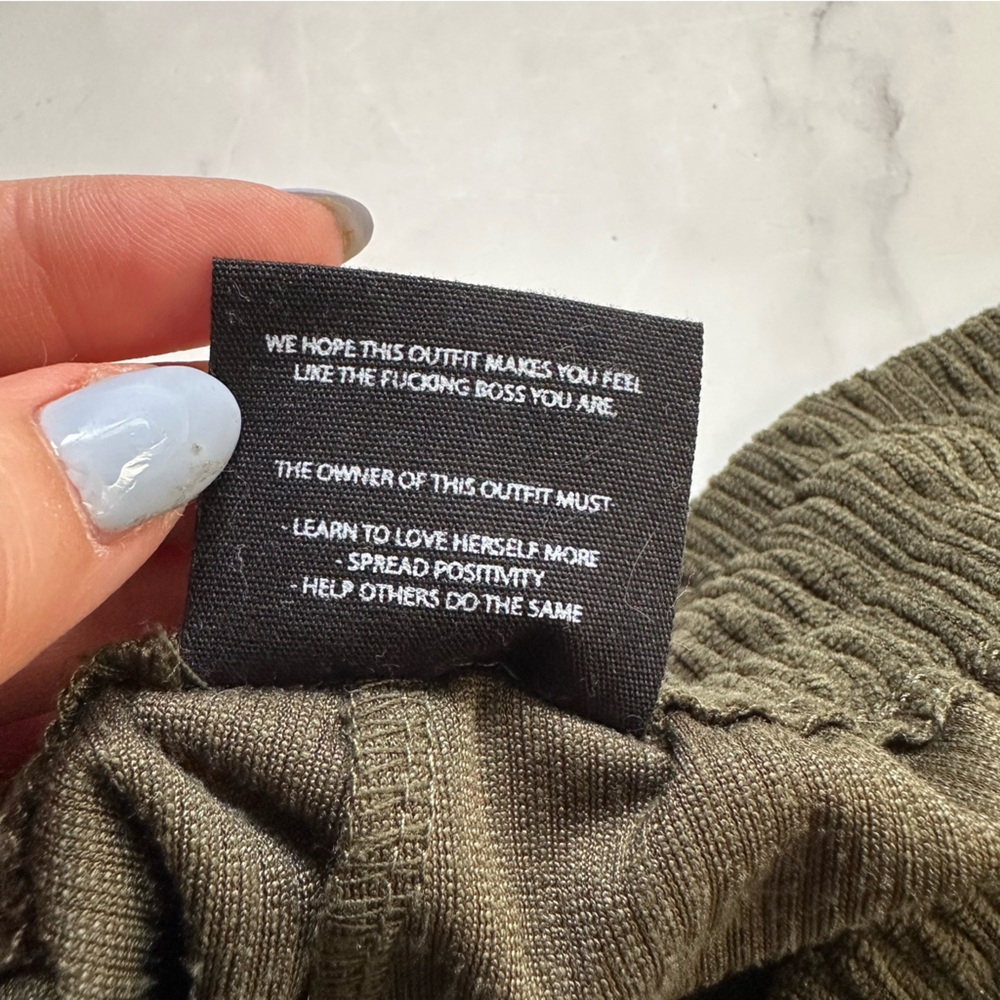 WE HOPE THIS OUTFIT MAKES YOU FEEL
LIKE THE FUCKING BOSS YOU ARE.
THE OWNER OF THIS OUTFIT MUST
- LEARN TO LOVE HERSELF MORE
- SPREAD POSITIVITY
- HELP OTHERS DO THE SAME